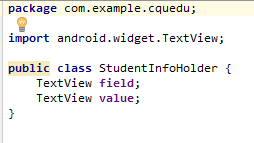 package com.example.cquedu;
import android.widget.TextView;
public class StudentInfoHolder {
    TextView field;
    TextView value;
}